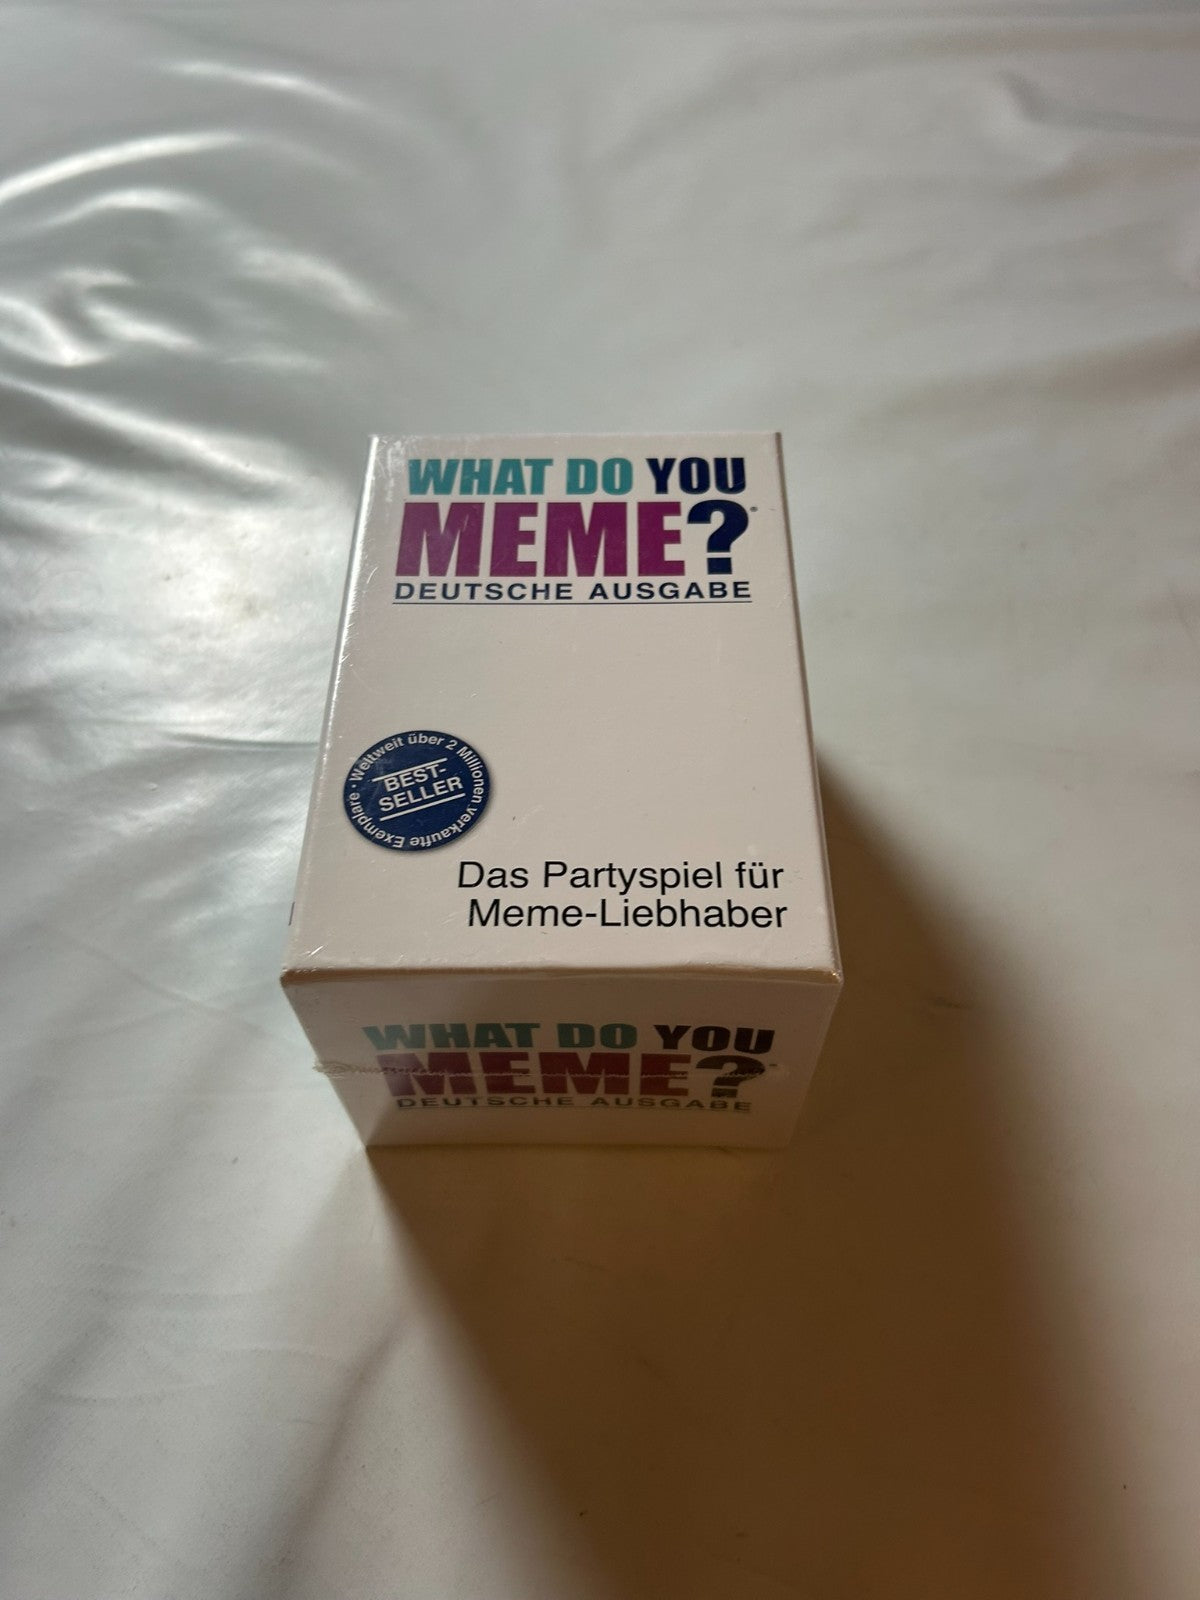 WHAT DO YOU
MEME?®
DEUTSCHE AUSGABE
• Weltweit über 2 Millionen verkaufte Exemplare
BEST-
SELLER
Das Partyspiel für
Meme-Liebhaber
WHAT DO YOU
MEME?
DEUTSCHE AUSGABE